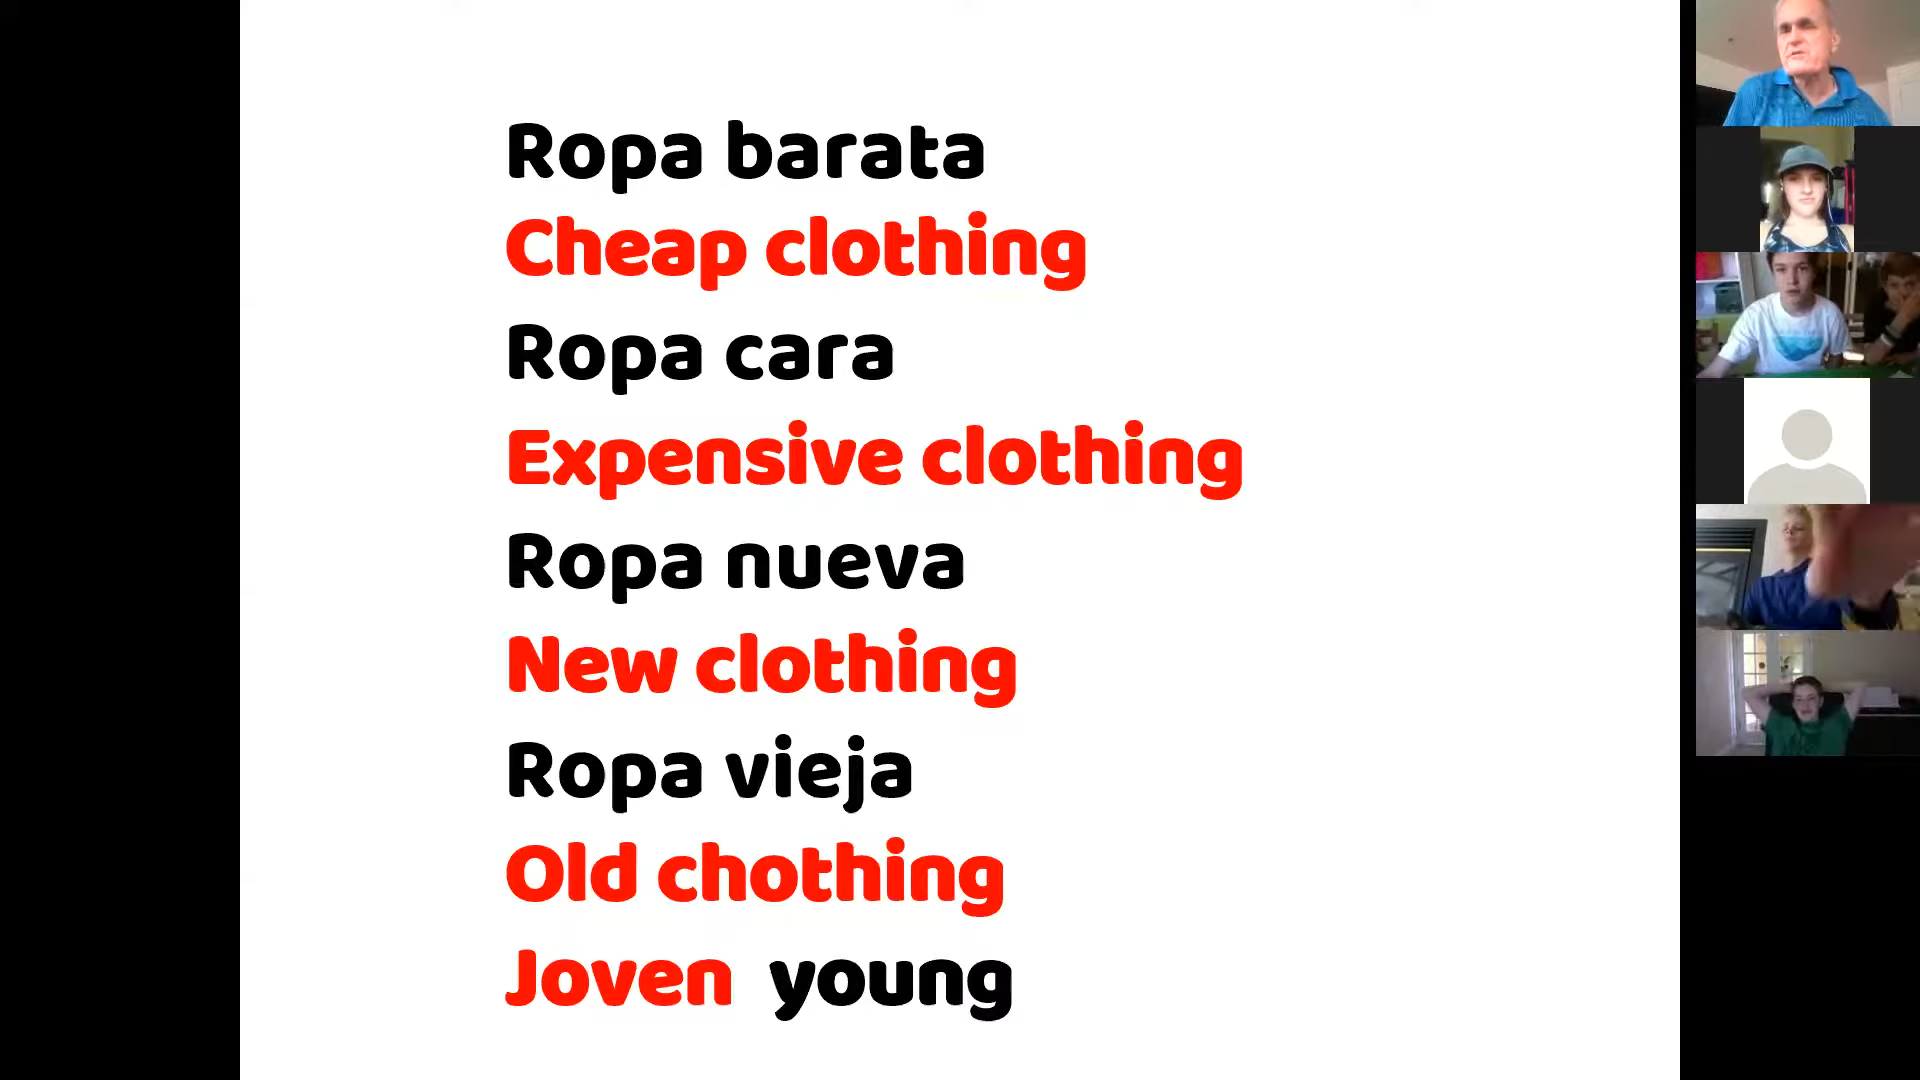 Ropa barata
Cheap clothing
Ropa cara
Expensive clothing
Ropa nueva
New clothing
Ropa vieja
Old chothing
Joven young